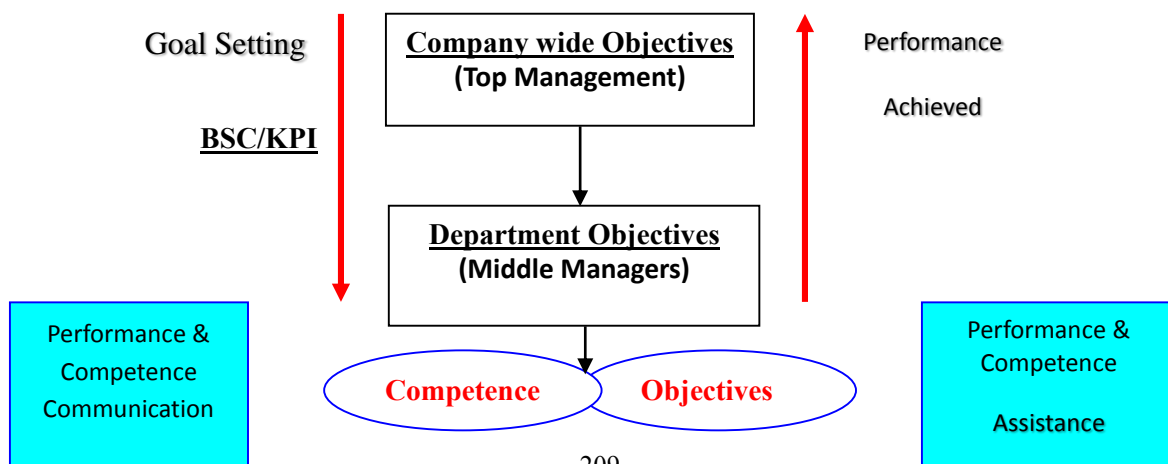 Goal Setting
BSC/KPI
Company wide Objectives
(Top Management)
Performance
Achieved
Department Objectives
(Middle Managers)
Performance &
Competence
Communication
Competence
Objectives
Performance &
Competence
Assistance
209